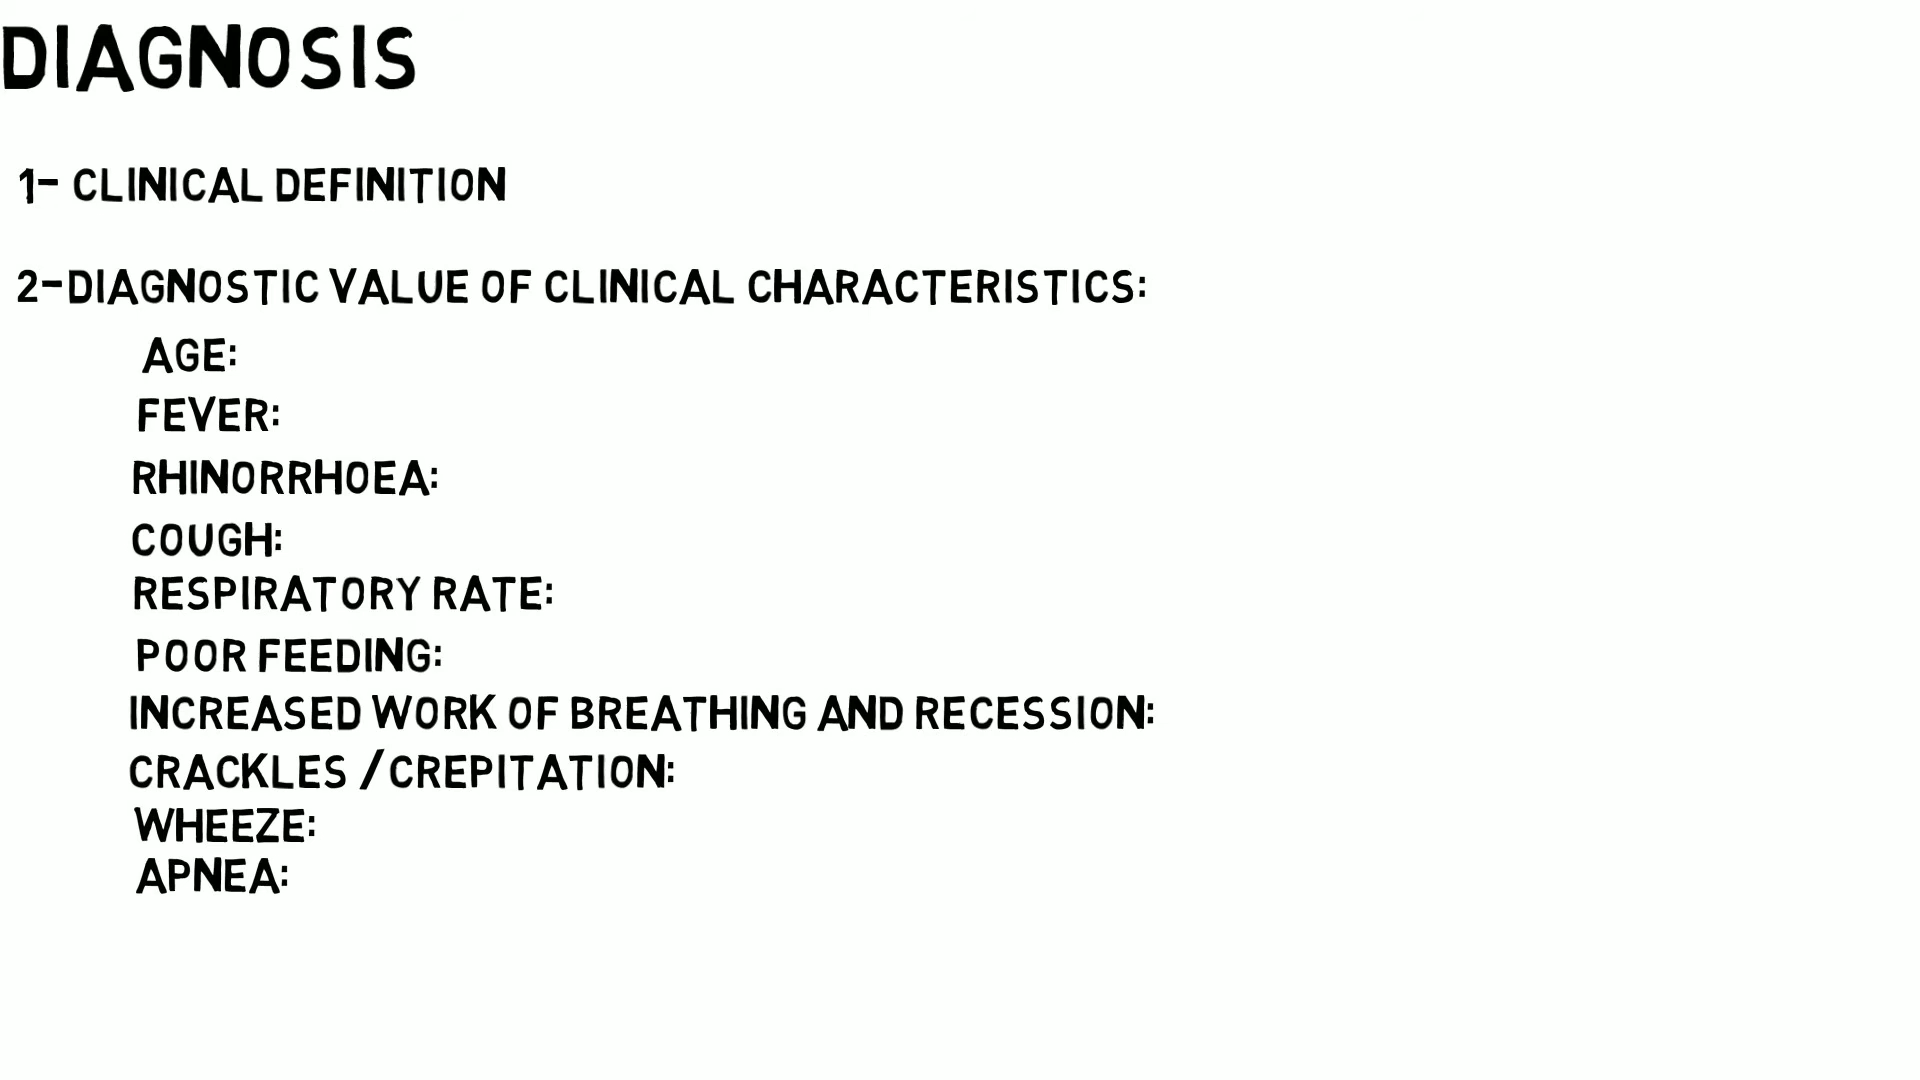 DIAGNOSIS
1- CLINICAL DEFINITION
2-DIAGNOSTIC VALUE OF CLINICAL CHARACTERISTICS:
AGE:
FEVER:
RHINORRHOEA:
COUGH:
RESPIRATORY RATE:
POOR FEEDING:
INCREASED WORK OF BREATHING AND RECESSION:
CRACKLES /CREPITATION:
WHEEZE:
APNEA: